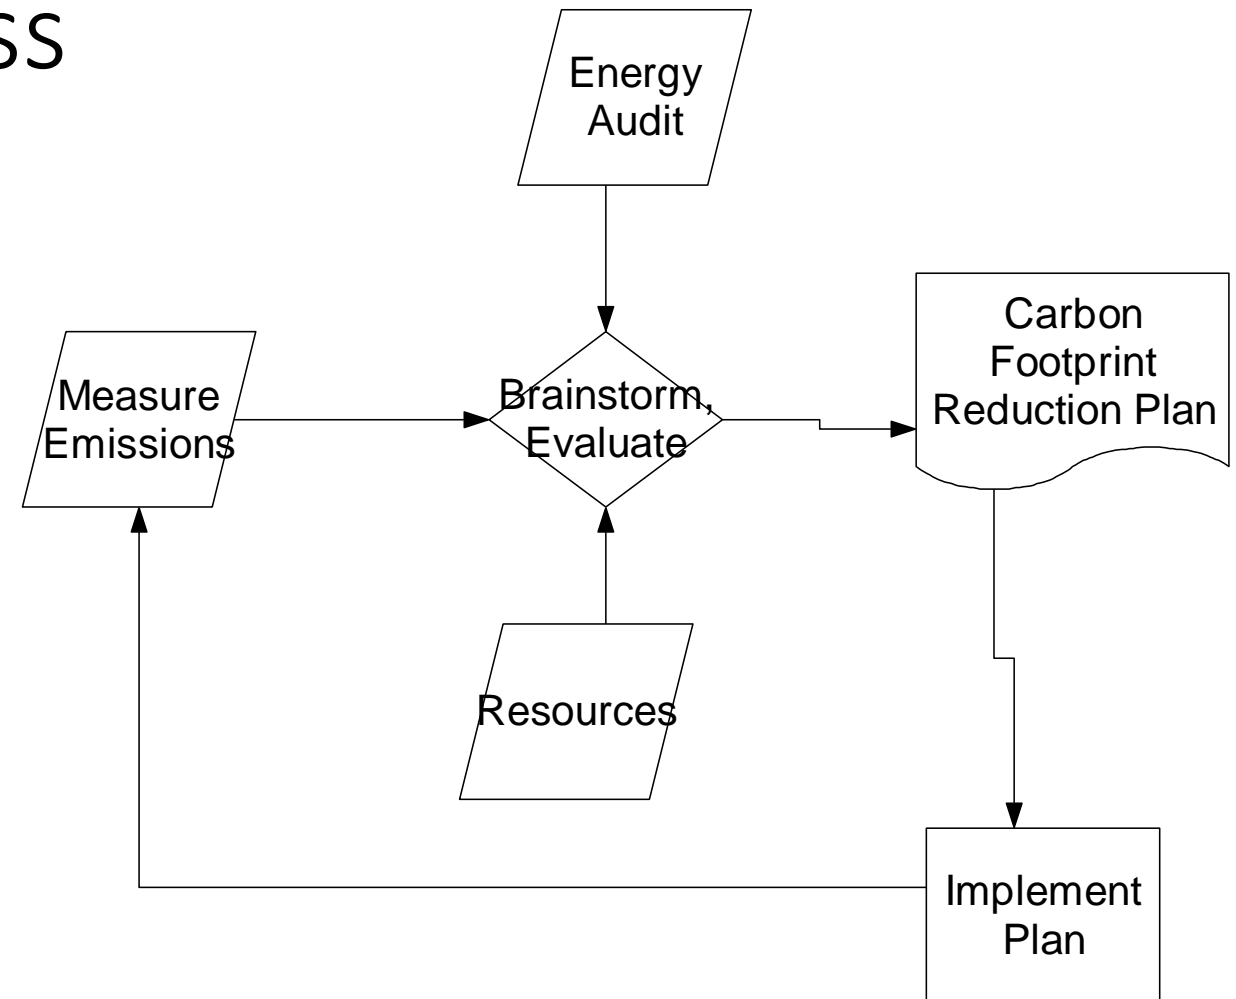 ss
Energy
Audit
Carbon
Footprint
Reduction Plan
Measure
Emissions
Brainstorm,
Evaluate
Resources
Implement
Plan